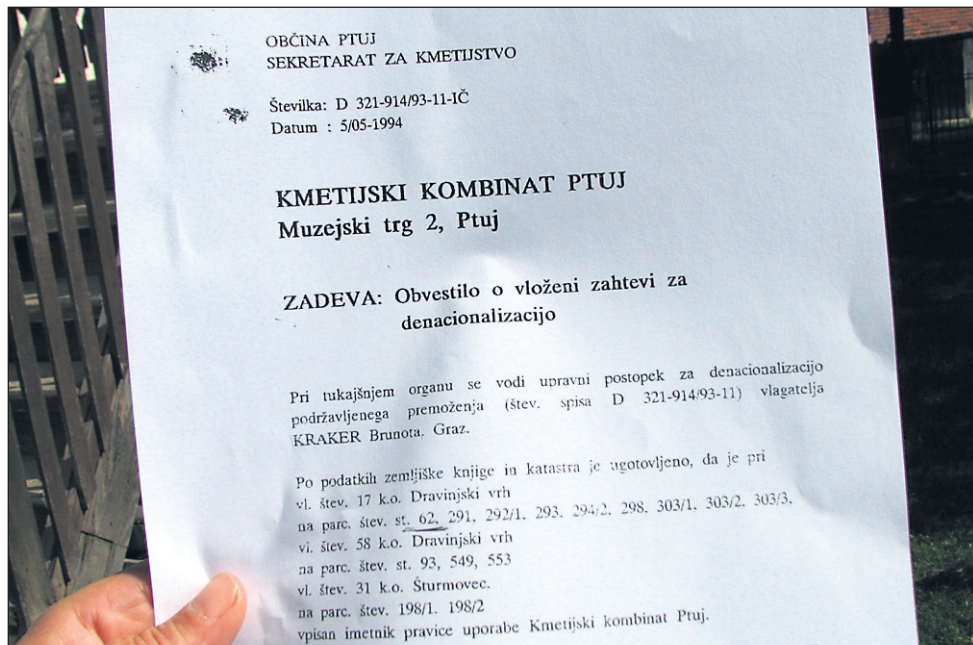 OBČINA PTUJ
SEKRETARAT ZA KMETIJSTVO
Številka: D 321-914/93-11-IČ
Datum : 5/05-1994
KMETIJSKI KOMBINAT PTUJ
Muzejski trg 2, Ptuj
ZADEVA: Obvestilo o vloženi zahtevi za
denacionalizacijo
Pri tukajšnjem organu se vodi upravni postopek za denacionalizacijo
podržavljenega premoženja (štev. spisa D 321-914/93-11) vlagatelja
KRAKER Brunota, Graz.
Po podatkih zemljiške knjige in katastra je ugotovljeno, da je pri
vl. štev. 17 k.o. Dravinjski vrh
na parc. štev. st. 62, 291, 292/1, 293, 294/2, 298, 303/1, 303/2, 303/3,
vl. štev. 58 k.o. Dravinjski vrh
na parc. štev. st. 93, 549, 553
vl. štev. 31 k.o. Šturmovec.
na parc. štev. 198/1. 198/2
vpisan imetnik pravice uporabe Kmetijski kombinat Ptuj.